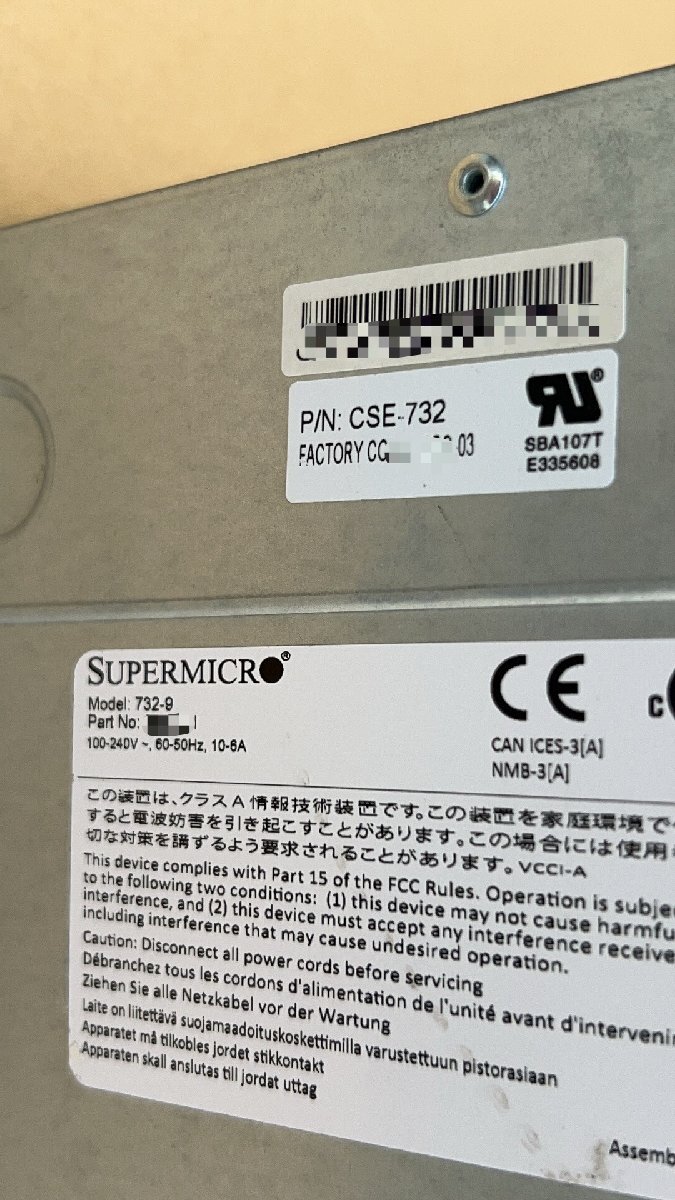 P/N: CSE-732
FACTORY CO 03
SBA107T
E335608
SUPERMICRO®
Model: 732-9
Part No:
100-240V ~, 60-50Hz, 10-6A
CE
CAN ICES-3[A]
NMB-3[A]
この装置は、クラスA情報技術装置です。この装置を家庭環境で
すると電波妨害を引き起こすことがあります。この場合には使用
切な対策を講ずるよう要求されることがあります。VCCI-A
This device complies with Part 15 of the FCC Rules. Operation is subje
to the following two conditions: (1) this device may not cause harmfu
interference, and (2) this device must accept any interference receive
including interference that may cause undesired operation.
Caution: Disconnect all power cords before servicing
Débranchez tous les cordons d'alimentation de l'unité avant d'interveni
Ziehen Sie alle Netzkabel vor der Wartung
Laite on liitettävä suojamaadoituskoskettimilla varustettuun pistorasiaan
Apparatet må tilkobles jordet stikkontakt
Apparaten skall anslutas till jordat uttag
Assemb